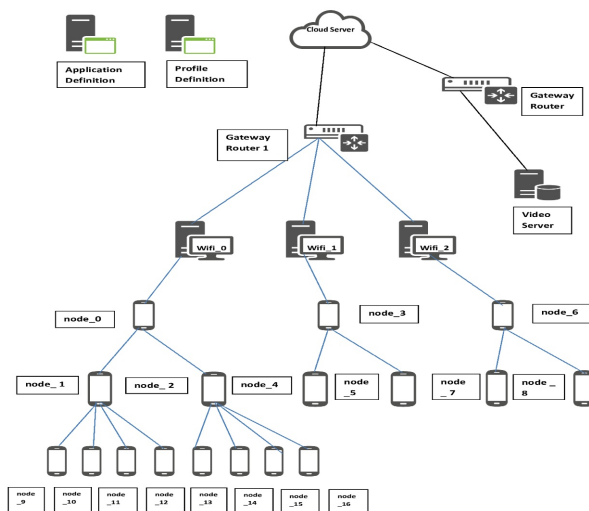 Cloud Server
Application
Definition
Profile
Definition
Gateway
Router
Gateway
Router 1
Video
Server
Wifi_0
Wifi_1
Wifi_2
node_0
node_3
node_6
node_ 1
node_ 2
node_4
node
_5
node
_ 7
node _
8
node
_9
node
_10
node
_11
node
_12
node
_13
node
_14
node
_15
node
_16